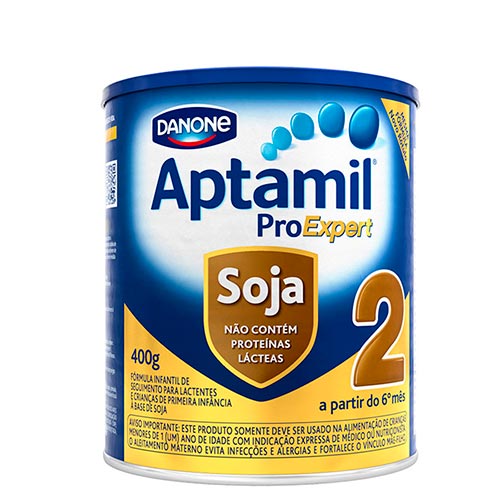 DANONE
Aptamil®
ProExpert
Soja
NÃO CONTÉM
PROTEÍNAS
LÁCTEAS
2
400g
a partir do 6º mês
FÓRMULA INFANTIL DE
SEGUIMENTO PARA LACTENTES
E CRIANÇAS DE PRIMEIRA INFÂNCIA
À BASE DE SOJA
AVISO IMPORTANTE: ESTE PRODUTO SOMENTE DEVE SER USADO NA ALIMENTAÇÃO DE CRIANÇAS
MENORES DE 1 (UM) ANO DE IDADE COM INDICAÇÃO EXPRESSA DE MÉDICO OU NUTRICIONISTA
O ALEITAMENTO MATERNO EVITA INFECÇÕES E ALERGIAS E FORTALECE O VÍNCULO MÃE-FILHO